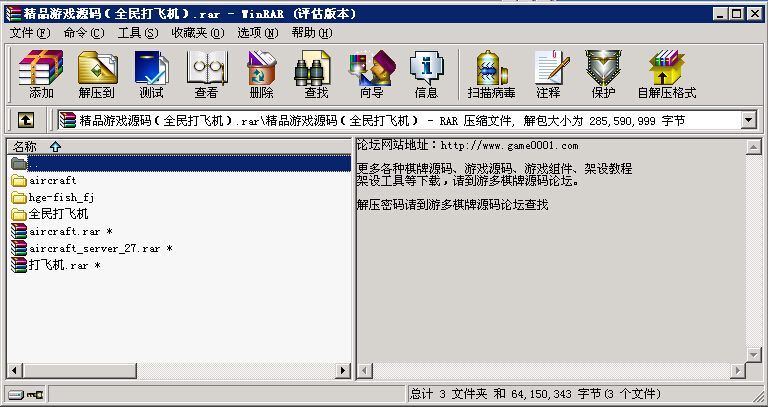 精品游戏源码(全民打飞机).rar - WinRAR (评估版本)
文件(F) 命令(C) 工具(S) 收藏夹(O) 选项(N) 帮助(H)
添加 解压到 测试 查看 删除 查找 向导 信息 扫描病毒 注释 保护 自解压格式
精品游戏源码(全民打飞机).rar\精品游戏源码(全民打飞机) - RAR 压缩文件, 解包大小为 285,590,999 字节
名称
..
aircraft
hge-fish_fj
全民打飞机
aircraft.rar *
aircraft_server_27.rar *
打飞机.rar *
论坛网站地址：http://www.game0001.com
更多各种棋牌源码、游戏源码、游戏组件、架设教程
架设工具等下载，请到游多棋牌源码论坛。
解压密码请到游多棋牌源码论坛查找
总计 3 文件夹 和 64,150,343 字节(3 个文件)